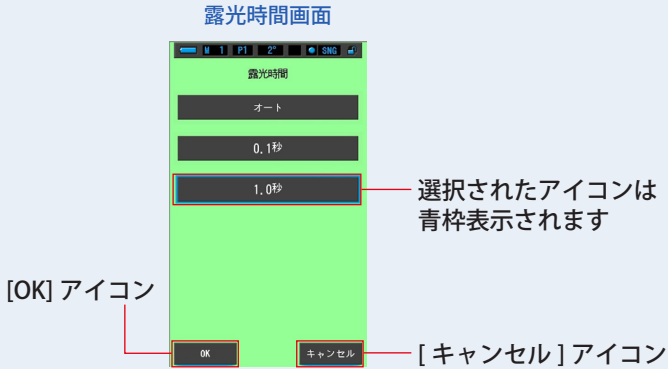 露光時間画面
M 1 P1 2° SNG
露光時間
オート
0.1秒
1.0秒
選択されたアイコンは
青枠表示されます
[OK] アイコン
OK
キャンセル
[ キャンセル ] アイコン